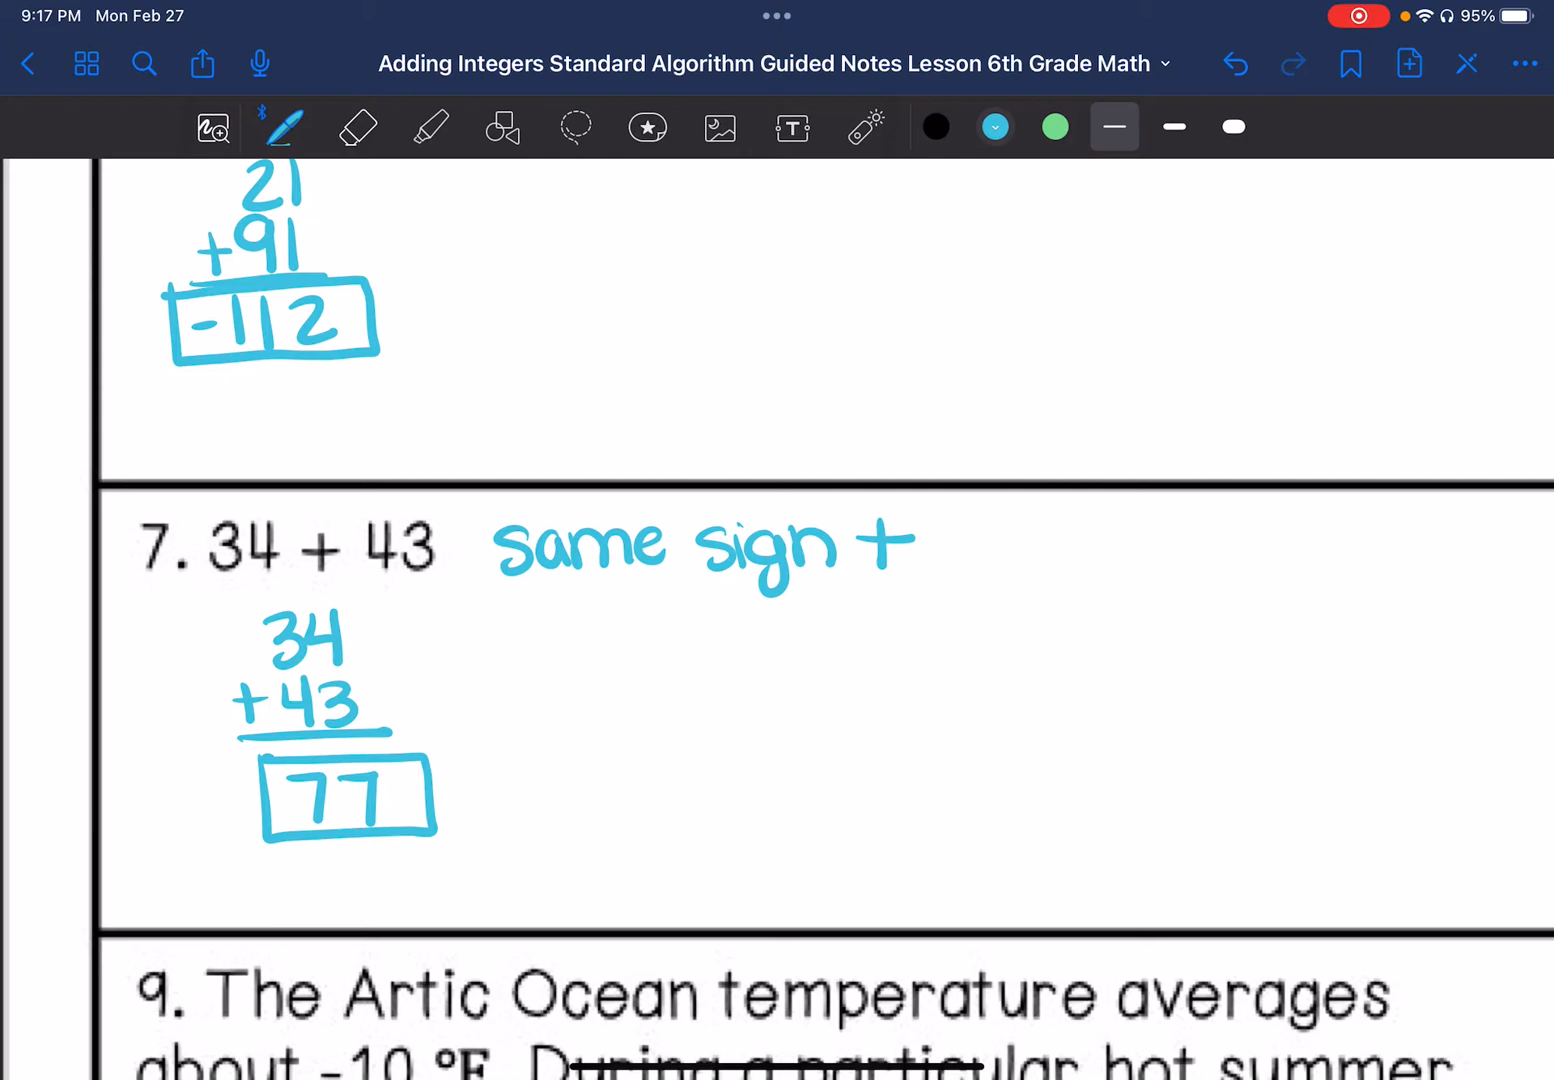 9:17 PM Mon Feb 27
95%
Adding Integers Standard Algorithm Guided Notes Lesson 6th Grade Math
21
+91
-112
7. 34 + 43 same sign +
34
+43
77
9. The Artic Ocean temperature averages
about -10 °F. During a particular hot summer